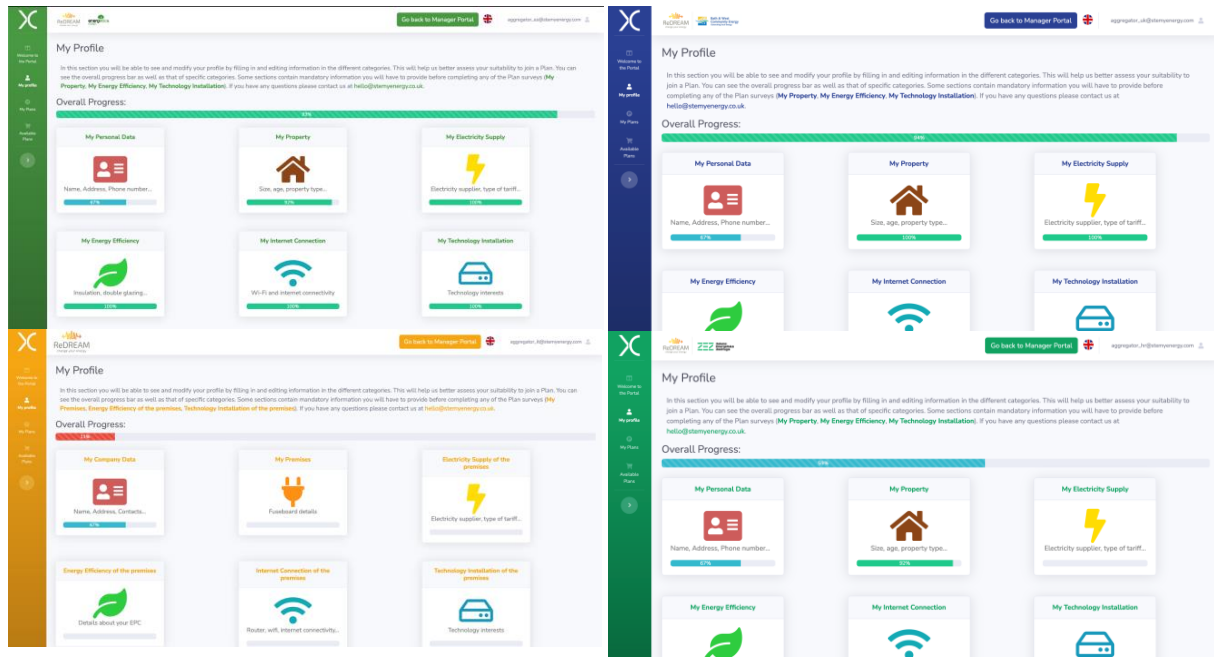 ReDREAM
Go back to Manager Portal
aggregator_es@stemyenergy.com
Welcome to
the Portal
My profile
My Plans
Available
Plans
My Profile
In this section you will be able to see and modify your profile by filling in and editing information in the different categories. This will help us better assess your suitability to join a Plan. You can
see the overall progress bar as well as that of specific categories. Some sections contain mandatory information you will have to provide before completing any of the Plan surveys (My
Property, My Energy Efficiency, My Technology Installation). If you have any questions please contact us at hello@stemyenergy.co.uk.
Overall Progress:
93%
My Personal Data
My Property
My Electricity Supply
Name, Address, Phone number...
Size, age, property type...
Electricity supplier, type of tariff...
67%
92%
100%
My Energy Efficiency
My Internet Connection
My Technology Installation
Insulation, double glazing...
Wi-Fi and internet connectivity
Technology interests
100%
100%
100%
ReDREAM
Bath & West
Community Energy
Go back to Manager Portal
aggregator_uk@stemyenergy.com
Welcome to
the Portal
My profile
My Plans
Available
Plans
My Profile
In this section you will be able to see and modify your profile by filling in and editing information in the different categories. This will help us better assess your suitability to
join a Plan. You can see the overall progress bar as well as that of specific categories. Some sections contain mandatory information you will have to provide before
completing any of the Plan surveys (My Property, My Energy Efficiency, My Technology Installation). If you have any questions please contact us at
hello@stemyenergy.co.uk.
Overall Progress:
94%
My Personal Data
My Property
My Electricity Supply
Name, Address, Phone number...
Size, age, property type...
Electricity supplier, type of tariff...
67%
100%
100%
My Energy Efficiency
My Internet Connection
My Technology Installation
ReDREAM
Go back to Manager Portal
aggregator_it@stemyenergy.com
Welcome to
the Portal
My profile
My Plans
Available
Plans
My Profile
In this section you will be able to see and modify your profile by filling in and editing information in the different categories. This will help us better assess your suitability to join a Plan. You can
see the overall progress bar as well as that of specific categories. Some sections contain mandatory information you will have to provide before completing any of the Plan surveys (My
Premises, Energy Efficiency of the premises, Technology Installation of the premises). If you have any questions please contact us at hello@stemyenergy.co.uk.
Overall Progress:
21%
My Company Data
My Premises
Electricity Supply of the
premises
Name, Address, Contacts...
Fuseboard details
Electricity supplier, type of tariff...
67%
Energy Efficiency of the premises
Internet Connection of the
premises
Technology Installation of the
premises
Details about your EPC
Router, wifi, internet connectivity...
Technology interests
ReDREAM
ZEZ
Go back to Manager Portal
aggregator_hr@stemyenergy.com
Welcome to
the Portal
My profile
My Plans
Available
Plans
My Profile
In this section you will be able to see and modify your profile by filling in and editing information in the different categories. This will help us better assess your suitability to
join a Plan. You can see the overall progress bar as well as that of specific categories. Some sections contain mandatory information you will have to provide before
completing any of the Plan surveys (My Property, My Energy Efficiency, My Technology Installation). If you have any questions please contact us at
hello@stemyenergy.co.uk.
Overall Progress:
My Personal Data
My Property
My Electricity Supply
Name, Address, Phone number...
Size, age, property type...
Electricity supplier, type of tariff...
67%
92%
My Energy Efficiency
My Internet Connection
My Technology Installation